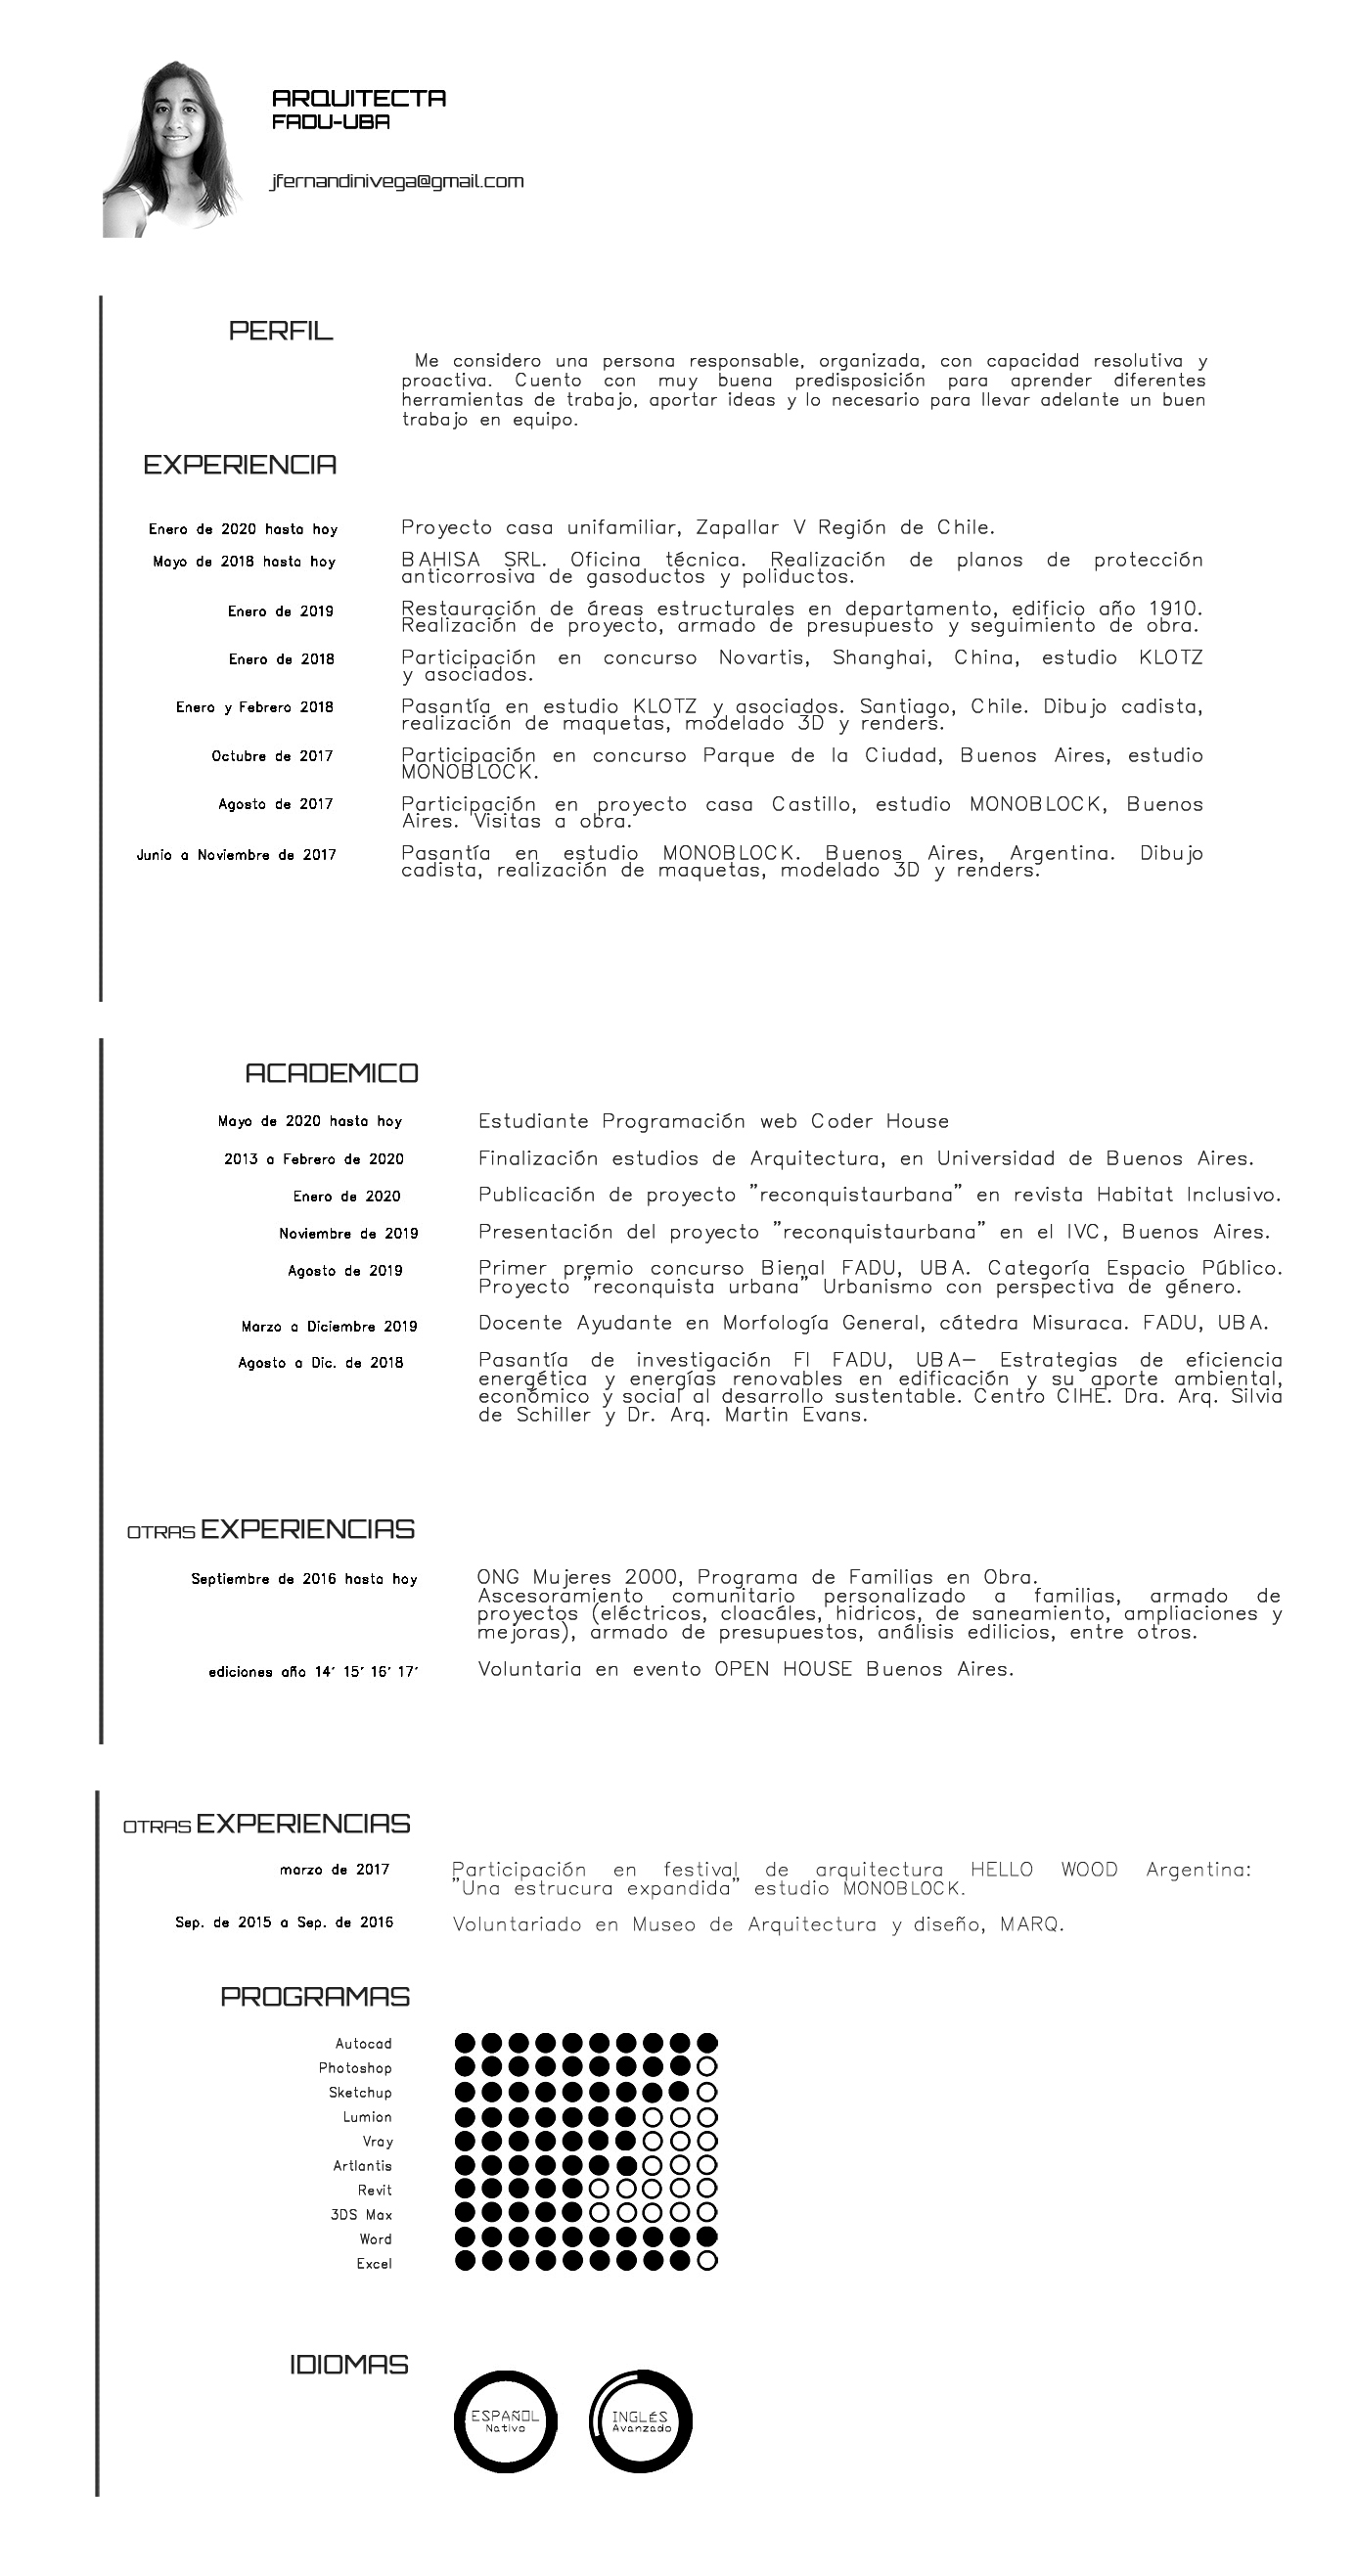 ARQUITECTA
FADU-UBA
jfernandinivega@gmail.com
PERFIL
Me considero una persona responsable, organizada, con capacidad resolutiva y
proactiva. Cuento con muy buena predisposición para aprender diferentes
herramientas de trabajo, aportar ideas y lo necesario para llevar adelante un buen
trabajo en equipo.
EXPERIENCIA
Enero de 2020 hasta hoy
Proyecto casa unifamiliar, Zapallar V Región de Chile.
Mayo de 2018 hasta hoy
BAHISA SRL. Oficina técnica. Realización de planos de protección
anticorrosiva de gasoductos y poliductos.
Enero de 2019
Restauración de áreas estructurales en departamento, edificio año 1910.
Realización de proyecto, armado de presupuesto y seguimiento de obra.
Enero de 2018
Participación en concurso Novartis, Shanghai, China, estudio KLOTZ
y asociados.
Enero y Febrero 2018
Pasantía en estudio KLOTZ y asociados. Santiago, Chile. Dibujo cadista,
realización de maquetas, modelado 3D y renders.
Octubre de 2017
Participación en concurso Parque de la Ciudad, Buenos Aires, estudio
MONOBLOCK.
Agosto de 2017
Participación en proyecto casa Castillo, estudio MONOBLOCK, Buenos
Aires. Visitas a obra.
Junio a Noviembre de 2017
Pasantía en estudio MONOBLOCK. Buenos Aires, Argentina. Dibujo
cadista, realización de maquetas, modelado 3D y renders.
ACADEMICO
Mayo de 2020 hasta hoy
Estudiante Programación web Coder House
2013 a Febrero de 2020
Finalización estudios de Arquitectura, en Universidad de Buenos Aires.
Enero de 2020
Publicación de proyecto "reconquistaurbana" en revista Habitat Inclusivo.
Noviembre de 2019
Presentación del proyecto "reconquistaurbana" en el IVC, Buenos Aires.
Agosto de 2019
Primer premio concurso Bienal FADU, UBA. Categoría Espacio Público.
Proyecto "reconquista urbana" Urbanismo con perspectiva de género.
Marzo a Diciembre 2019
Docente Ayudante en Morfología General, cátedra Misuraca. FADU, UBA.
Agosto a Dic. de 2018
Pasantía de investigación FI FADU, UBA- Estrategias de eficiencia
energética y energías renovables en edificación y su aporte ambiental,
económico y social al desarrollo sustentable. Centro CIHE. Dra. Arq. Silvia
de Schiller y Dr. Arq. Martin Evans.
OTRAS EXPERIENCIAS
Septiembre de 2016 hasta hoy
ONG Mujeres 2000, Programa de Familias en Obra.
Ascesoramiento comunitario personalizado a familias, armado de
proyectos (eléctricos, cloacáles, hidricos, de saneamiento, ampliaciones y
mejoras), armado de presupuestos, análisis edilicios, entre otros.
ediciones año 14' 15' 16' 17'
Voluntaria en evento OPEN HOUSE Buenos Aires.
OTRAS EXPERIENCIAS
marzo de 2017
Participación en festival de arquitectura HELLO WOOD Argentina:
"Una estrucura expandida" estudio MONOBLOCK.
Sep. de 2015 a Sep. de 2016
Voluntariado en Museo de Arquitectura y diseño, MARQ.
PROGRAMAS
Autocad
Photoshop
Sketchup
Lumion
Vray
Artlantis
Revit
3DS Max
Word
Excel
IDIOMAS
ESPAÑOL
Nativo
INGLÉS
Avanzado